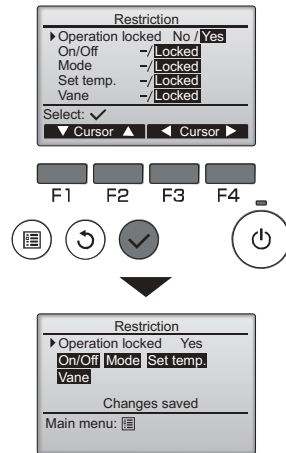 Restriction
Operation locked No / Yes
On/Off -/ Locked
Mode -/ Locked
Set temp. -/ Locked
Vane -/ Locked
Select: ✓
▼ Cursor ▲ ◀ Cursor ▶
F1 F2 F3 F4
Restriction
Operation locked Yes
On/Off Mode Set temp.
Vane
Changes saved
Main menu: